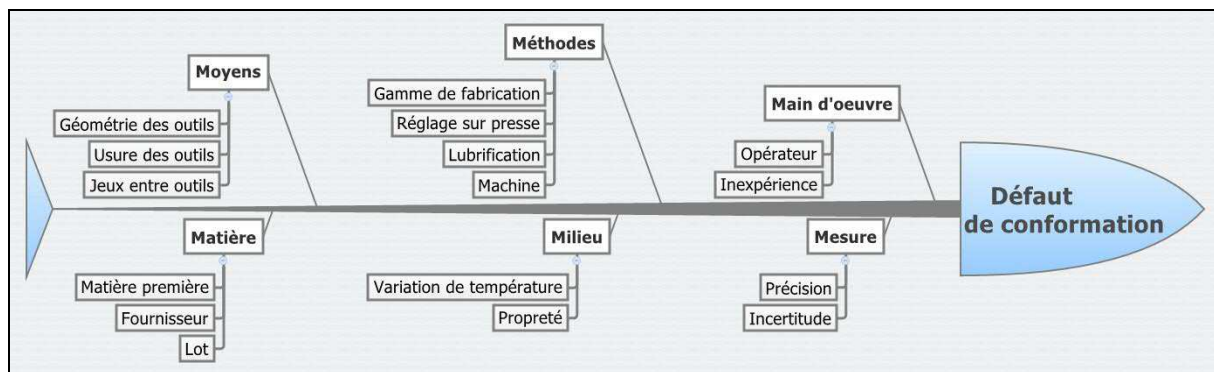 Moyens
Géométrie des outils
Usure des outils
Jeux entre outils
Méthodes
Gamme de fabrication
Réglage sur presse
Lubrification
Machine
Main d'oeuvre
Opérateur
Inexpérience
Défaut
de conformation
Matière
Matière première
Fournisseur
Lot
Milieu
Variation de température
Propreté
Mesure
Précision
Incertitude